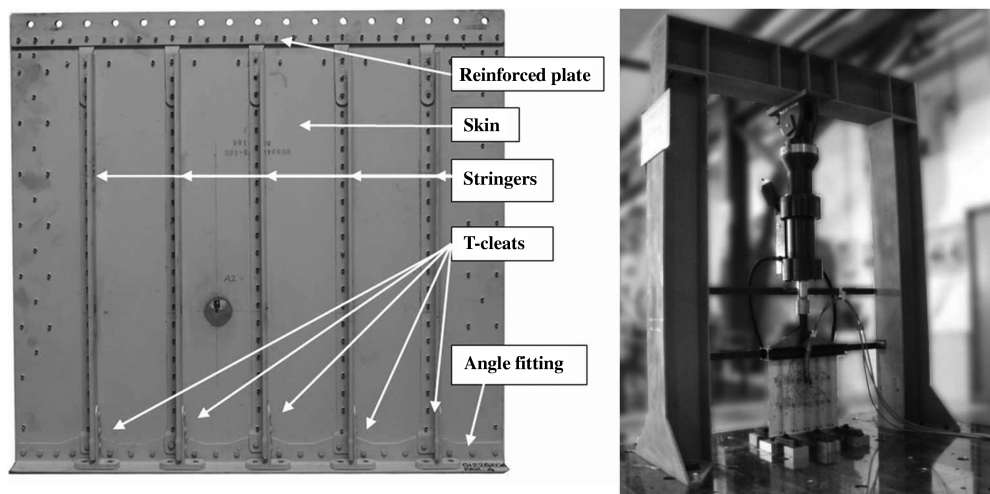 Reinforced plate
Skin
Stringers
T-cleats
Angle fitting
A2